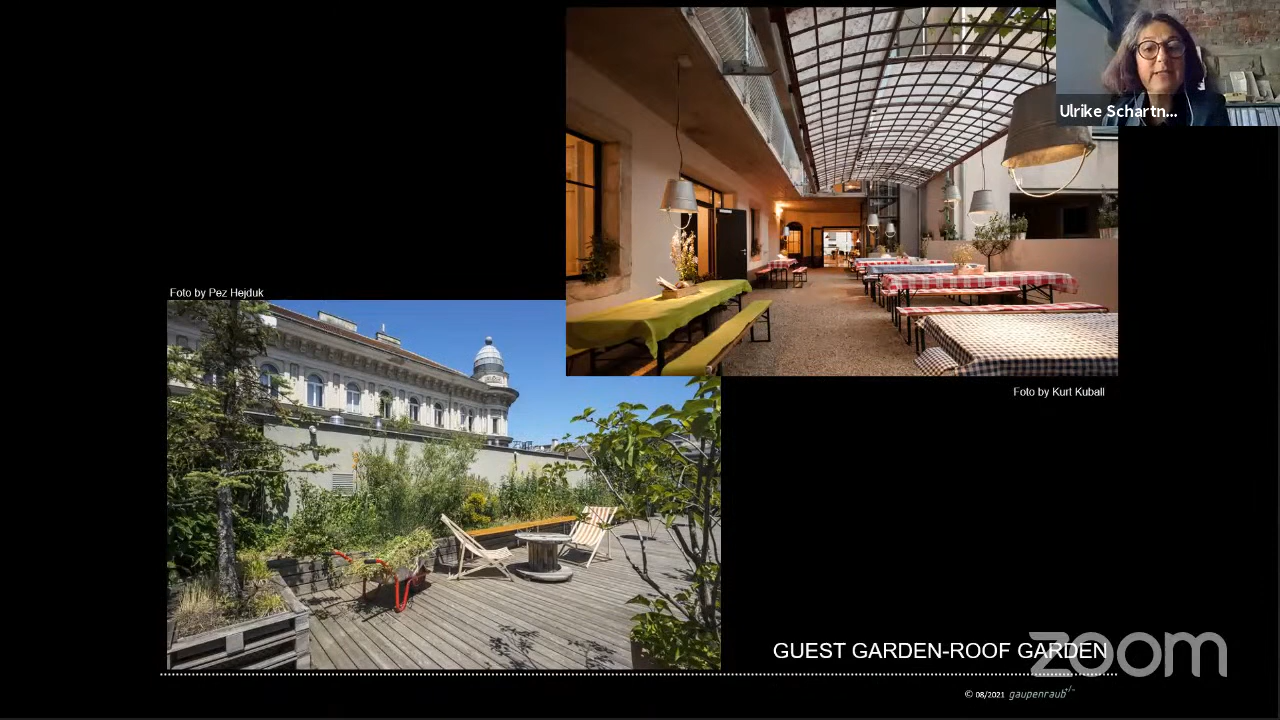 Ulrike Schartn...
Foto by Pez Hejduk
Foto by Kurt Kuball
GUEST GARDEN-ROOF GARDEN
zoom
© 08/2021 gaupenraub+/-